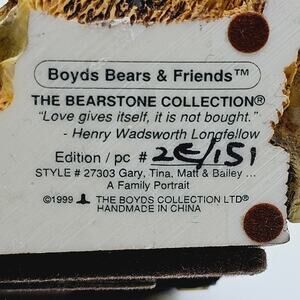 Boyds Bears & Friends™
THE BEARSTONE COLLECTION®
"Love gives itself, it is not bought."
- Henry Wadsworth Longfellow
Edition / pc # 2E/151
STYLE # 27303 Gary, Tina, Matt & Bailey ...
A Family Portrait
©1999 THE BOYDS COLLECTION LTD®
HANDMADE IN CHINA